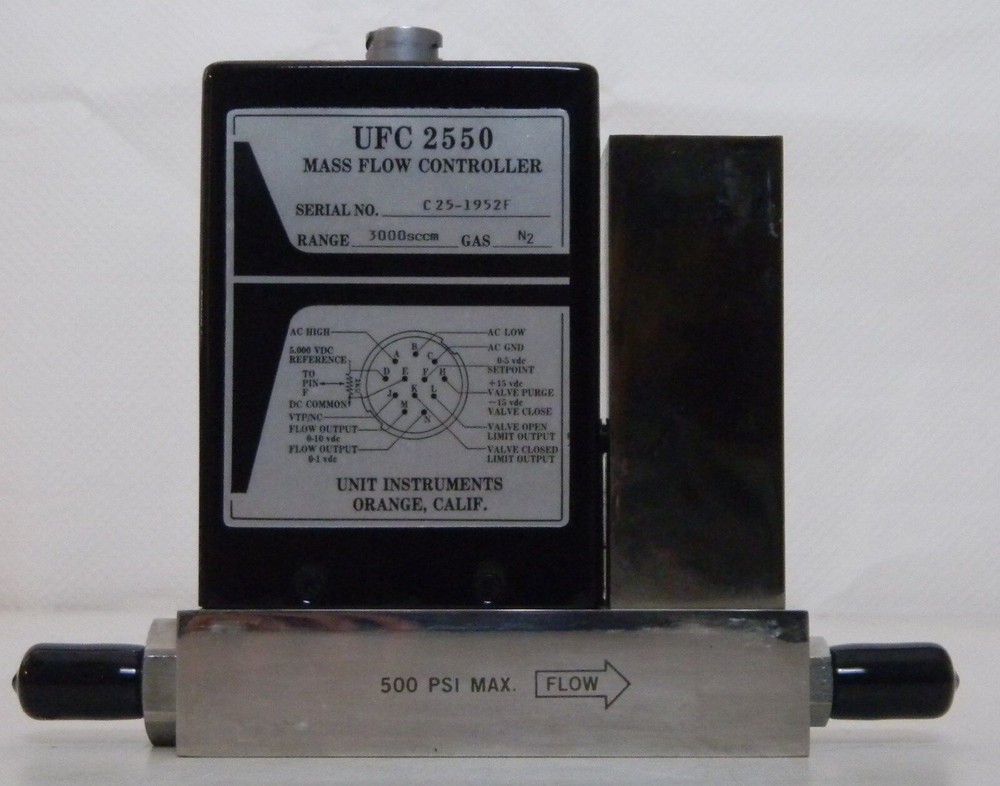 UFC 2550
MASS FLOW CONTROLLER
SERIAL NO. C25-1952F
RANGE 3000sccm GAS N2
AC HIGH
5.000 VDC
REFERENCE
TO
PIN
F
DC COMMON
VTP/NC
FLOW OUTPUT
0-10 vdc
FLOW OUTPUT
0-1 vdc
A
B
C
D
E
F
H
J
K
L
M
N
AC LOW
AC GND
0-5 vdc
SETPOINT
+15 vdc
VALVE PURGE
-15 vdc
VALVE CLOSE
VALVE OPEN
LIMIT OUTPUT
VALVE CLOSED
LIMIT OUTPUT
UNIT INSTRUMENTS
ORANGE, CALIF.
500 PSI MAX. FLOW